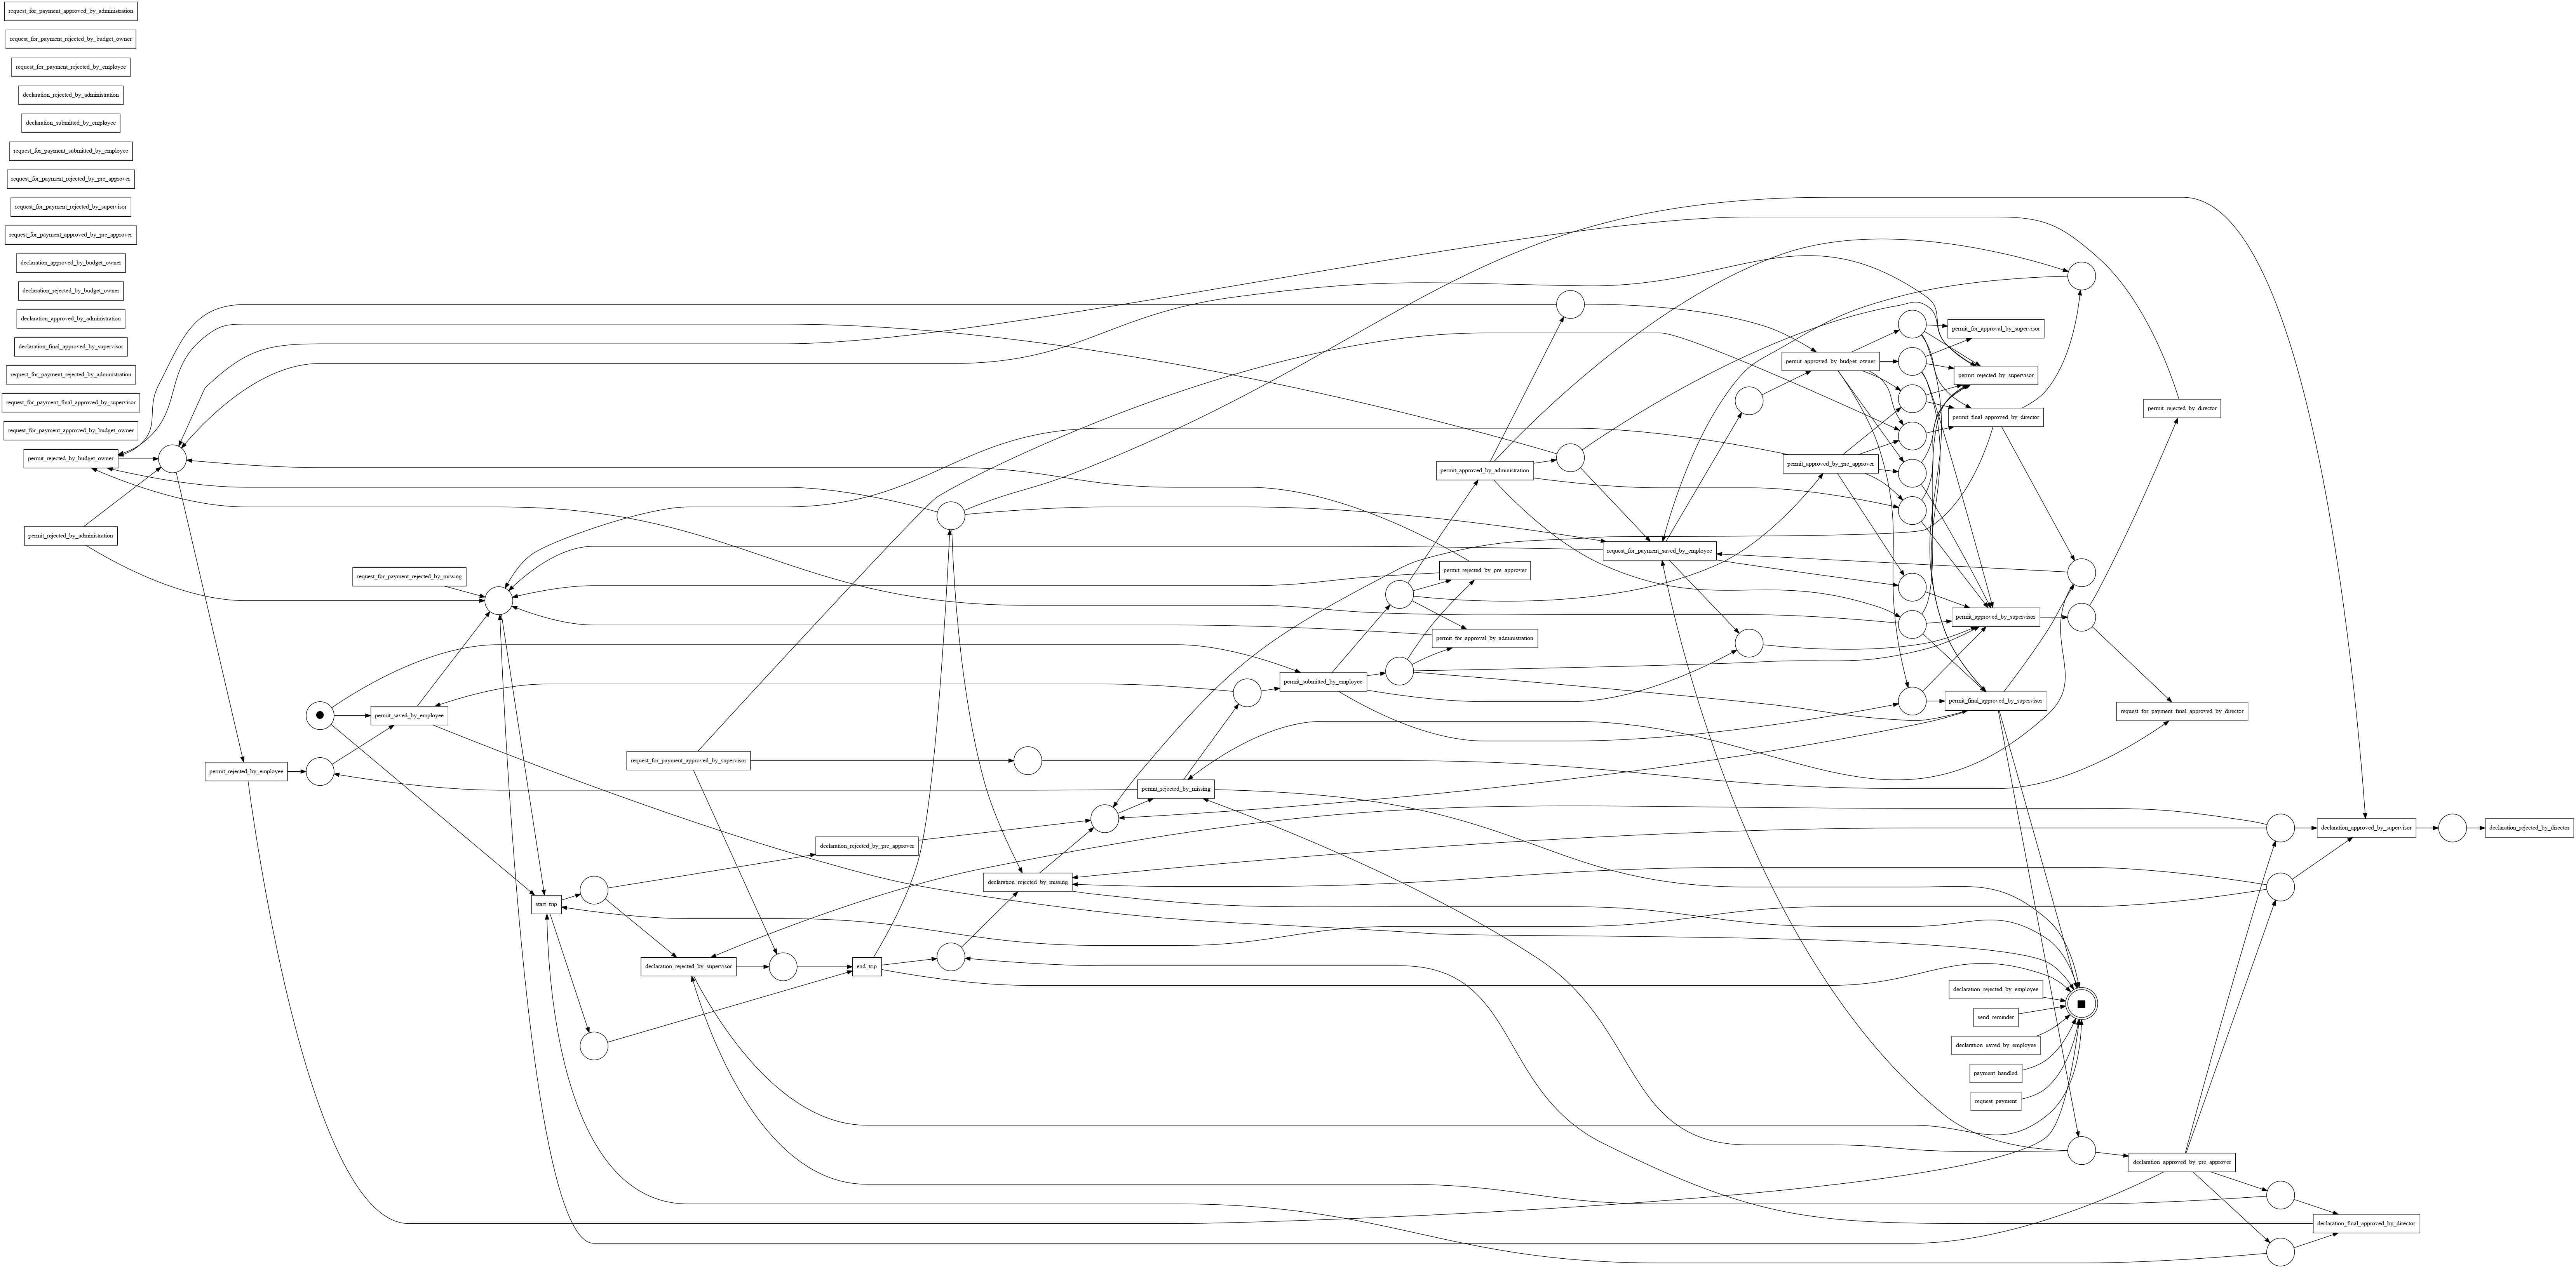 request_for_payment_approved_by_administration
request_for_payment_rejected_by_budget_owner
request_for_payment_rejected_by_employee
declaration_rejected_by_administration
declaration_submitted_by_employee
request_for_payment_submitted_by_employee
request_for_payment_rejected_by_pre_approver
request_for_payment_rejected_by_supervisor
request_for_payment_approved_by_pre_approver
declaration_approved_by_budget_owner
declaration_rejected_by_budget_owner
declaration_approved_by_administration
declaration_final_approved_by_supervisor
request_for_payment_rejected_by_administration
request_for_payment_final_approved_by_supervisor
request_for_payment_approved_by_budget_owner
permit_rejected_by_budget_owner
permit_rejected_by_administration
permit_rejected_by_employee
request_for_payment_rejected_by_missing
permit_saved_by_employee
start_trip
request_for_payment_approved_by_supervisor
declaration_rejected_by_supervisor
declaration_rejected_by_pre_approver
end_trip
declaration_rejected_by_missing
permit_rejected_by_missing
permit_submitted_by_employee
permit_approved_by_administration
permit_rejected_by_pre_approver
permit_for_approval_by_administration
request_for_payment_saved_by_employee
permit_approved_by_budget_owner
permit_approved_by_pre_approver
permit_for_approval_by_supervisor
permit_rejected_by_supervisor
permit_final_approved_by_director
permit_approved_by_supervisor
permit_final_approved_by_supervisor
declaration_rejected_by_employee
send_reminder
declaration_saved_by_employee
payment_handled
request_payment
permit_rejected_by_director
request_for_payment_final_approved_by_director
declaration_approved_by_pre_approver
declaration_approved_by_supervisor
declaration_final_approved_by_director
declaration_rejected_by_director